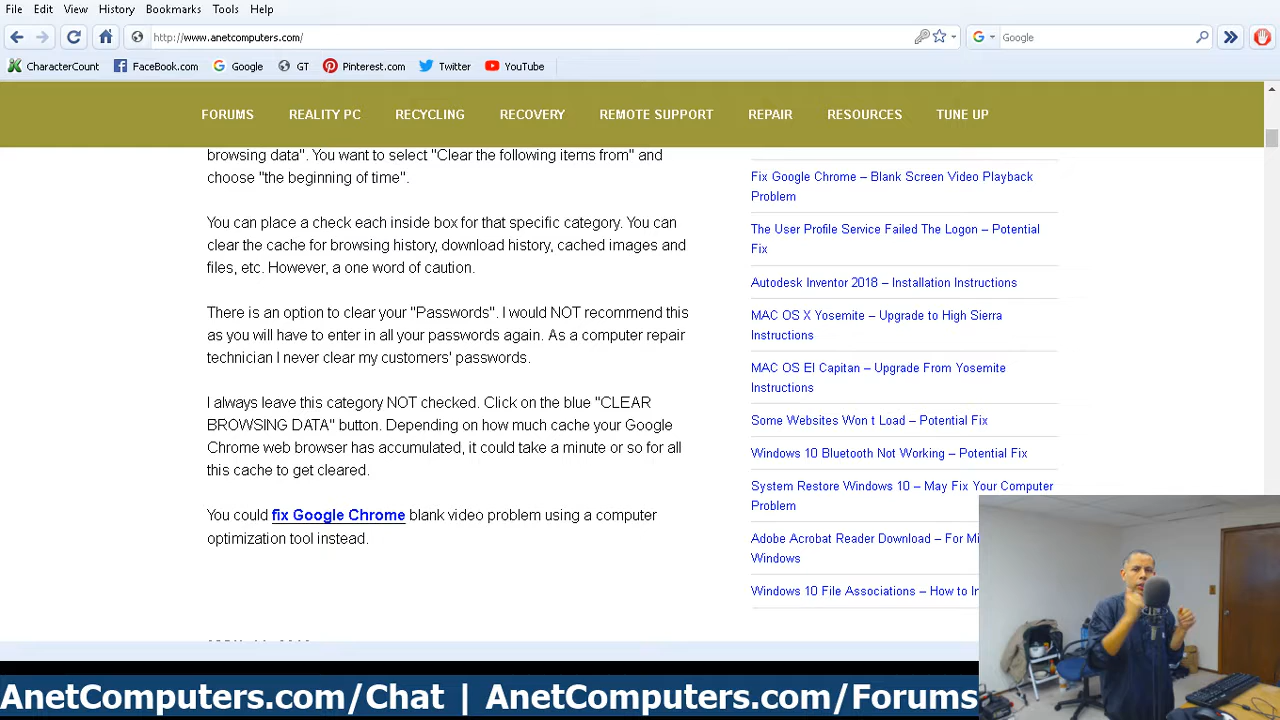 File Edit View History Bookmarks Tools Help
http://www.anetcomputers.com/
Google
CharacterCount FaceBook.com Google GT Pinterest.com Twitter YouTube
FORUMS REALITY PC RECYCLING RECOVERY REMOTE SUPPORT REPAIR RESOURCES TUNE UP
browsing data". You want to select "Clear the following items from" and
choose "the beginning of time".
You can place a check each inside box for that specific category. You can
clear the cache for browsing history, download history, cached images and
files, etc. However, a one word of caution.
There is an option to clear your "Passwords". I would NOT recommend this
as you will have to enter in all your passwords again. As a computer repair
technician I never clear my customers' passwords.
I always leave this category NOT checked. Click on the blue "CLEAR
BROWSING DATA" button. Depending on how much cache your Google
Chrome web browser has accumulated, it could take a minute or so for all
this cache to get cleared.
You could fix Google Chrome blank video problem using a computer
optimization tool instead.
Fix Google Chrome – Blank Screen Video Playback
Problem
The User Profile Service Failed The Logon – Potential
Fix
Autodesk Inventor 2018 – Installation Instructions
MAC OS X Yosemite – Upgrade to High Sierra
Instructions
MAC OS El Capitan – Upgrade From Yosemite
Instructions
Some Websites Won t Load – Potential Fix
Windows 10 Bluetooth Not Working – Potential Fix
System Restore Windows 10 – May Fix Your Computer
Problem
Adobe Acrobat Reader Download – For
Windows
Windows 10 File Associations – How to
AnetComputers.com/Chat | AnetComputers.com/Forums